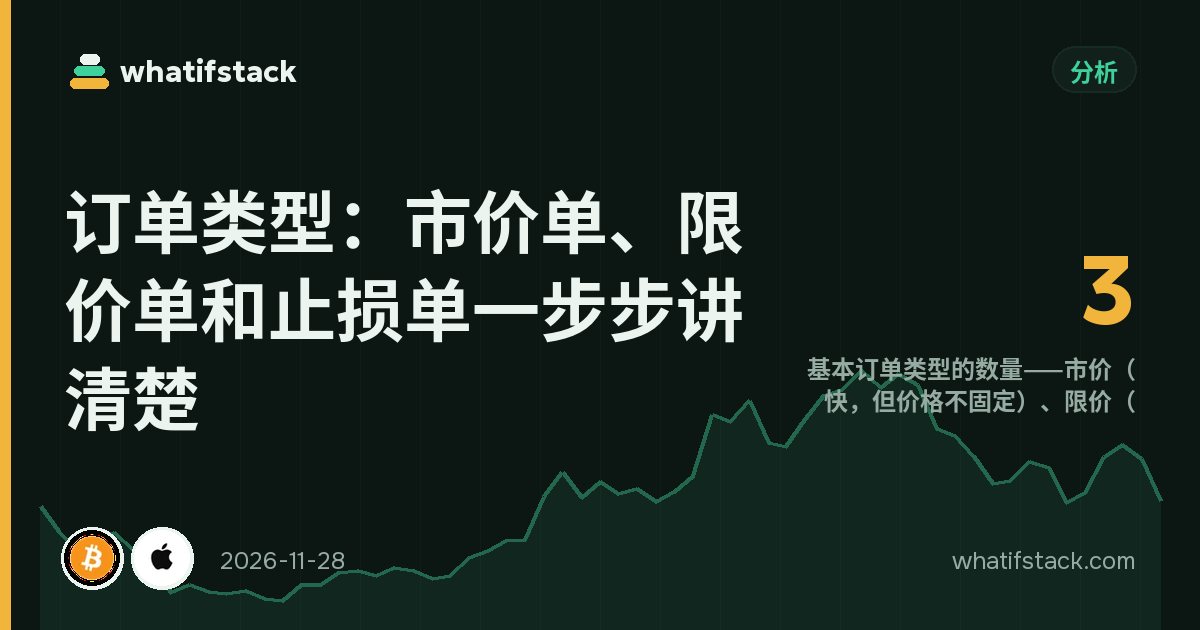 whatifstack
分析
订单类型：市价单、限
价单和止损单一步步讲
清楚
3
基本订单类型的数量——市价（
快，但价格不固定）、限价（
2026-11-28
whatifstack.com